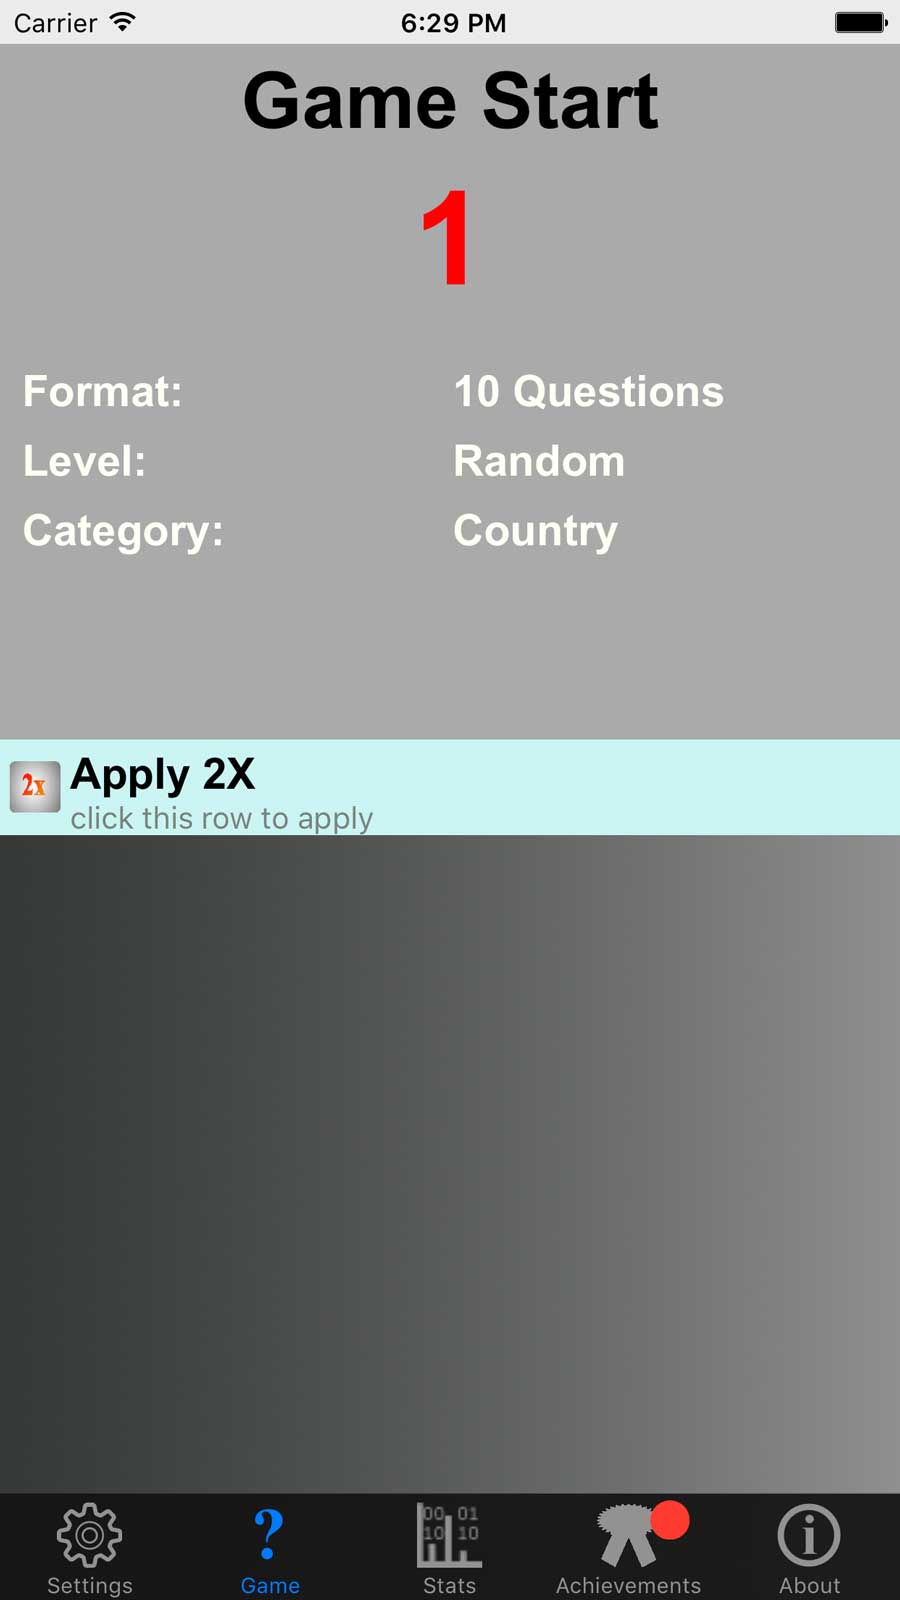 Carrier 6:29 PM
Game Start
1
Format: 10 Questions
Level: Random
Category: Country
2x
Apply 2X
click this row to apply
00 01
10 10
Settings Game Stats Achievements About